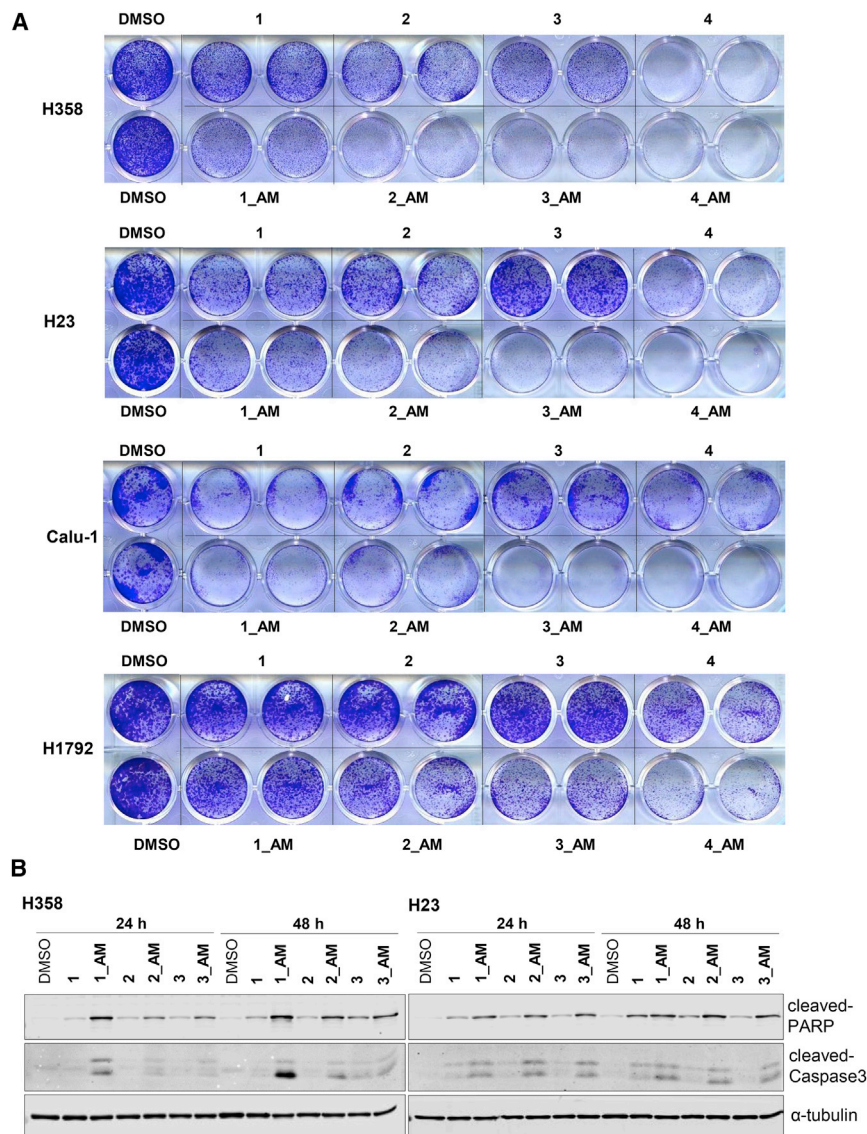 A
DMSO 1 2 3 4
H358
DMSO 1_AM 2_AM 3_AM 4_AM
DMSO 1 2 3 4
H23
DMSO 1_AM 2_AM 3_AM 4_AM
DMSO 1 2 3 4
Calu-1
DMSO 1_AM 2_AM 3_AM 4_AM
DMSO 1 2 3 4
H1792
DMSO 1_AM 2_AM 3_AM 4_AM
B
H358
24 h 48 h
DMSO 1 1_AM 2 2_AM 3 3_AM DMSO 1 1_AM 2 2_AM 3 3_AM
H23
24 h 48 h
DMSO 1 1_AM 2 2_AM 3 3_AM DMSO 1 1_AM 2 2_AM 3 3_AM
cleaved-
PARP
cleaved-
Caspase3
α-tubulin